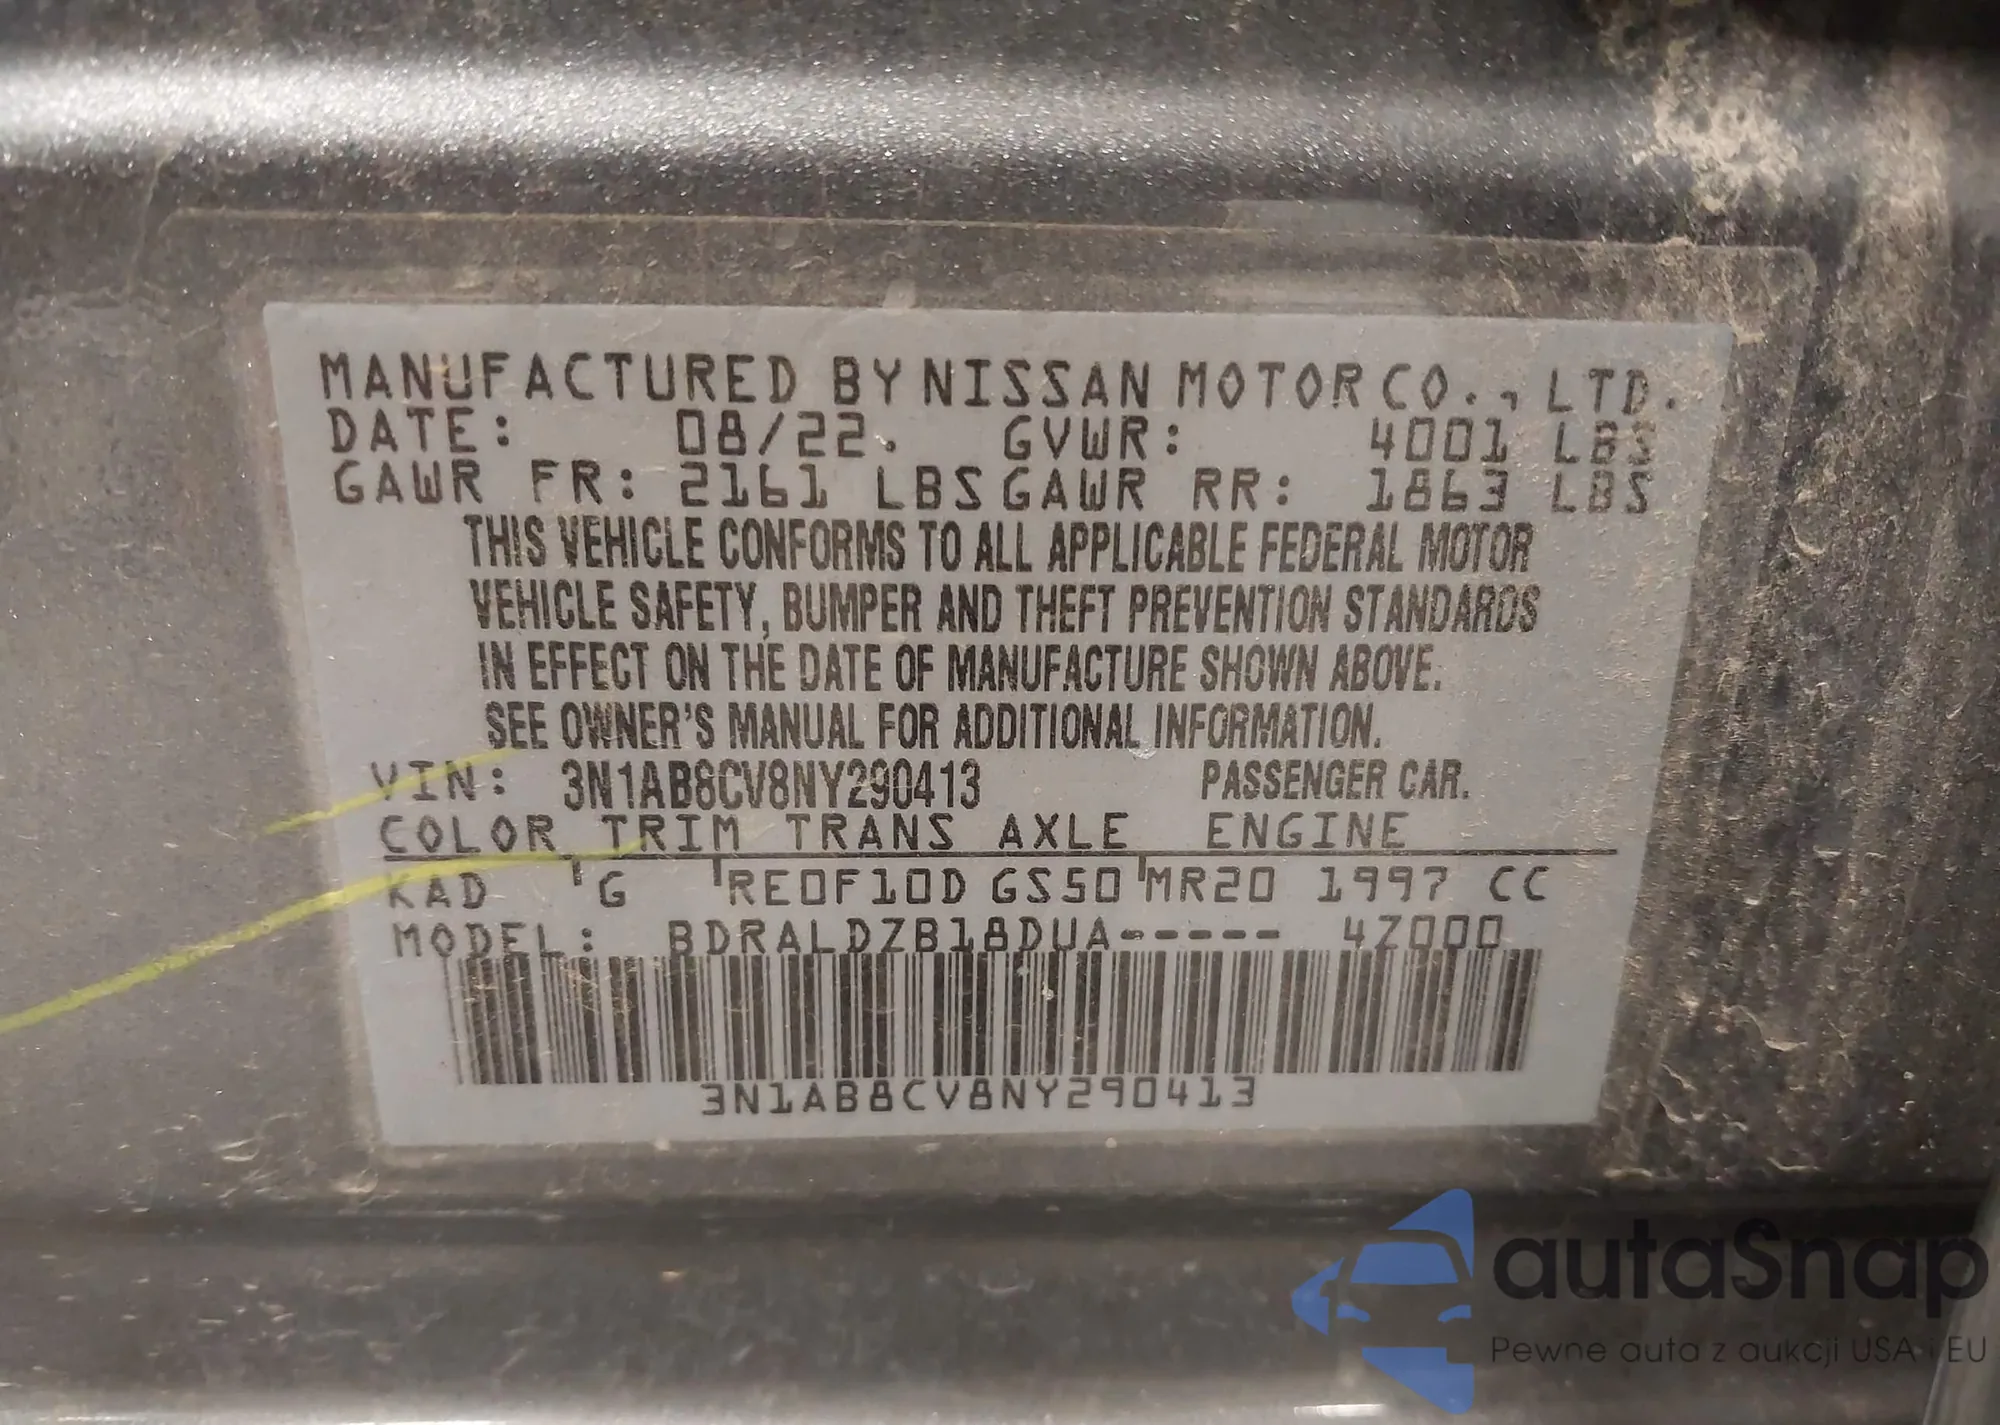 MANUFACTURED BY NISSAN MOTOR CO., LTD.
DATE: 08/22. GVWR: 4001 LBS
GAWR FR: 2161 LBS GAWR RR: 1863 LBS
THIS VEHICLE CONFORMS TO ALL APPLICABLE FEDERAL MOTOR
VEHICLE SAFETY, BUMPER AND THEFT PREVENTION STANDARDS
IN EFFECT ON THE DATE OF MANUFACTURE SHOWN ABOVE.
SEE OWNER'S MANUAL FOR ADDITIONAL INFORMATION.
VIN: 3N1AB8CV8NY290413 PASSENGER CAR.
COLOR TRIM TRANS AXLE ENGINE
KAD G RE0F10D GS50 MR20 1997 CC
MODEL: BDRALDZB18DUA----- 4Z000
3N1AB8CV8NY290413
autaSnap
Pewne auta z aukcji USA i EU